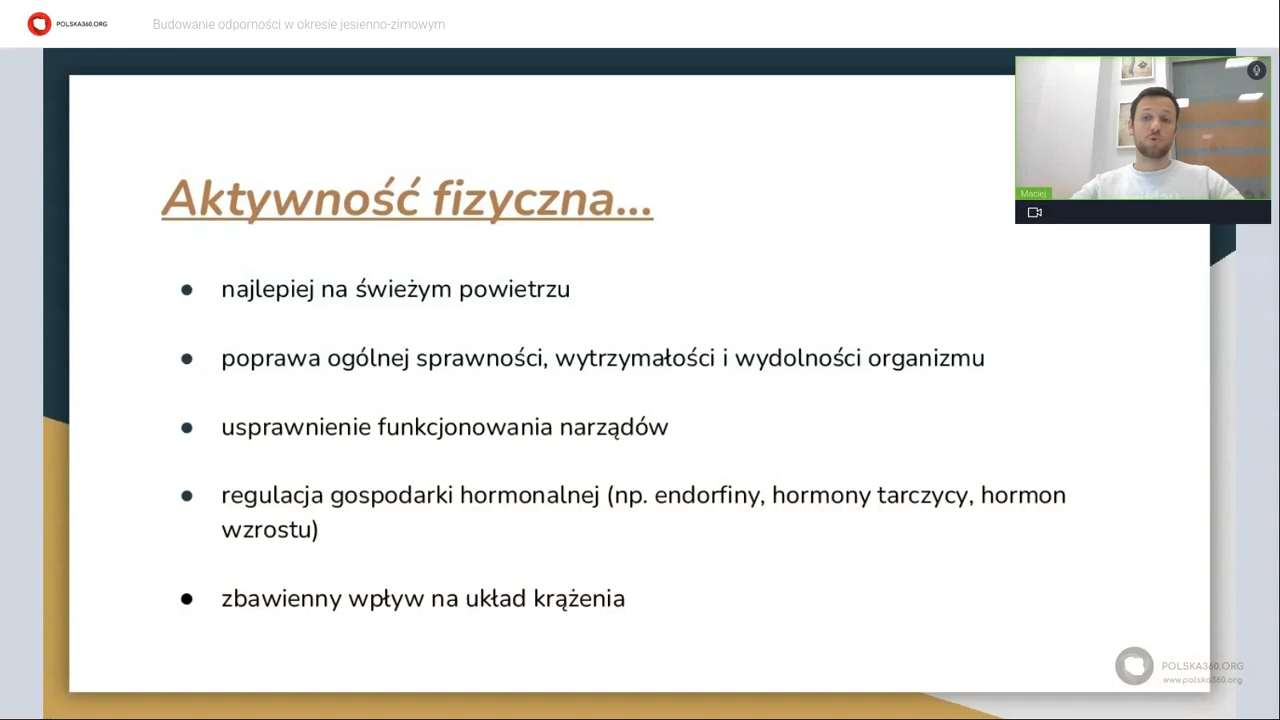 POLSKA360.ORG
Budowanie odporności w okresie jesienno-zimowym
Maciej
Aktywność fizyczna...
● najlepiej na świeżym powietrzu
● poprawa ogólnej sprawności, wytrzymałości i wydolności organizmu
● usprawnienie funkcjonowania narządów
● regulacja gospodarki hormonalnej (np. endorfiny, hormony tarczycy, hormon
wzrostu)
● zbawienny wpływ na układ krążenia
POLSKA360.ORG
www.polska360.org